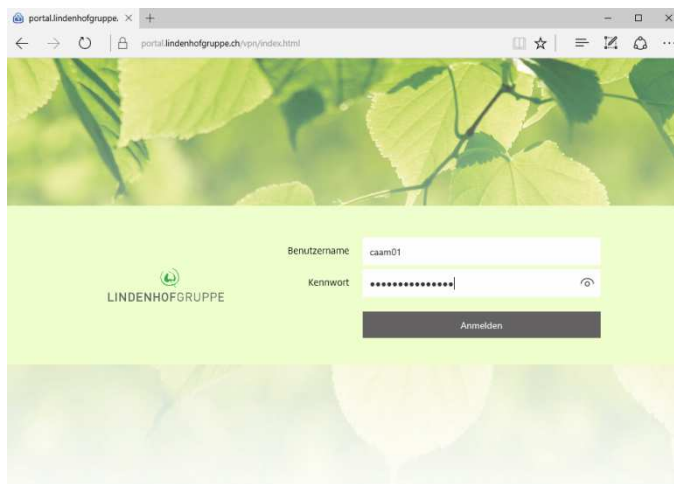 portal.lindenhofgruppe.
portal.lindenhofgruppe.ch/vpn/index.html
Benutzername
caam01
Kennwort
●●●●●●●●●●●●●●●
LINDENHOFGRUPPE
Anmelden